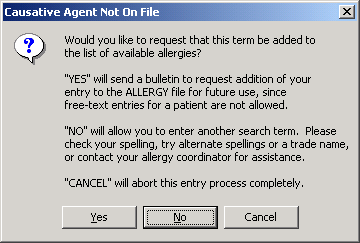 Causative Agent Not On File
Would you like to request that this term be added to
the list of available allergies?
"YES" will send a bulletin to request addition of your
entry to the ALLERGY file for future use, since
free-text entries for a patient are not allowed.
"NO" will allow you to enter another search term.  Please
check your spelling, try alternate spellings or a trade name,
or contact your allergy coordinator for assistance.
"CANCEL" will abort this entry process completely.
Yes
No
Cancel